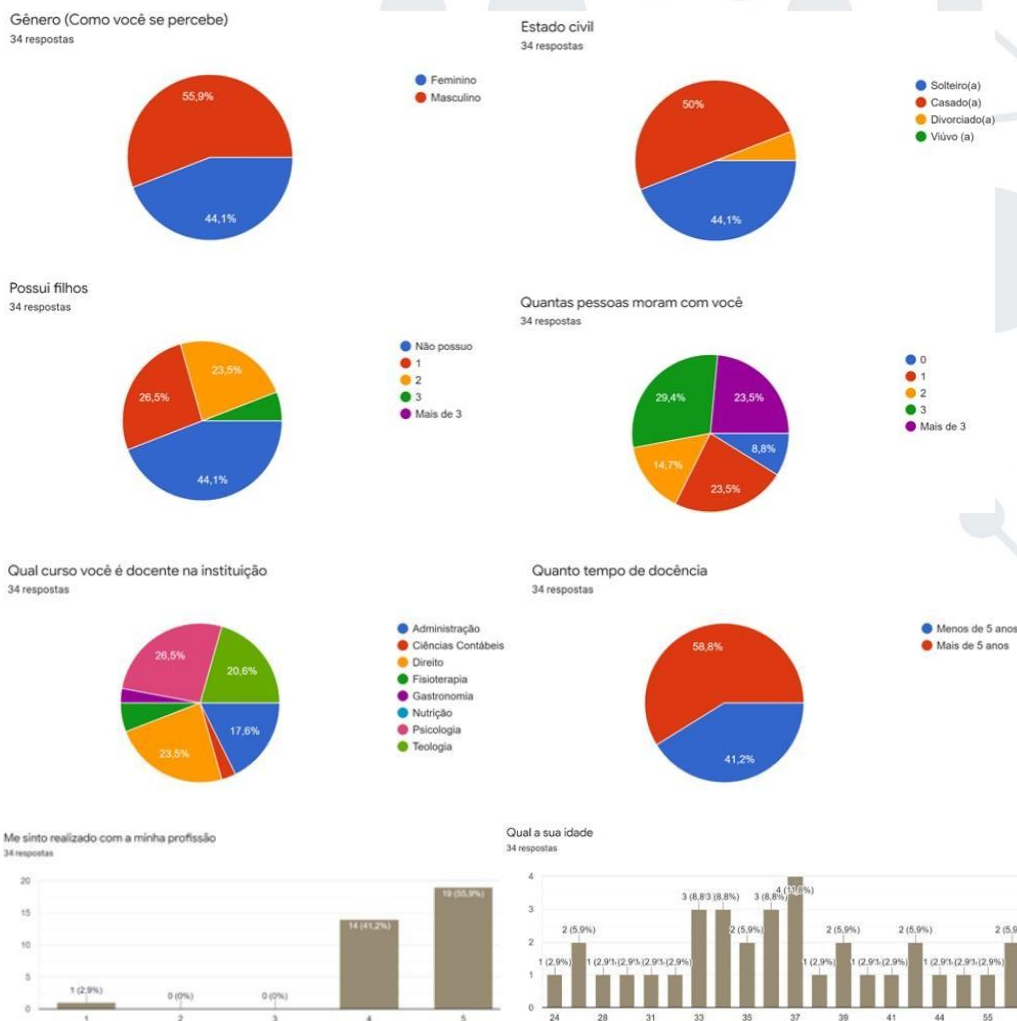 Gênero (Como você se percebe)
34 respostas
55,9%
44,1%
Feminino
Masculino
Estado civil
34 respostas
50%
44,1%
Solteiro(a)
Casado(a)
Divorciado(a)
Viúvo (a)
Possui filhos
34 respostas
23,5%
26,5%
44,1%
Não possuo
1
2
3
Mais de 3
Quantas pessoas moram com você
34 respostas
29,4%
23,5%
8,8%
14,7%
23,5%
0
1
2
3
Mais de 3
Qual curso você é docente na instituição
34 respostas
26,5%
20,6%
17,6%
23,5%
Administração
Ciências Contábeis
Direito
Fisioterapia
Gastronomia
Nutrição
Psicologia
Teologia
Quanto tempo de docência
34 respostas
58,8%
41,2%
Menos de 5 anos
Mais de 5 anos
Me sinto realizado com a minha profissão
34 respostas
20
15
10
5
0
1 (2,9%)
0 (0%)
0 (0%)
14 (41,2%)
19 (55,9%)
1
2
3
4
5
Qual a sua idade
34 respostas
4
3
2
1
0
1 (2,9%)
2 (5,9%)
1 (2,9%)
3 (8,8%)
2 (5,9%)
3 (8,8%)
4 (11,8%)
1 (2,9%)
2 (5,9%)
2 (5,9%)
1 (2,9%)
24
28
31
33
35
37
39
41
44
55